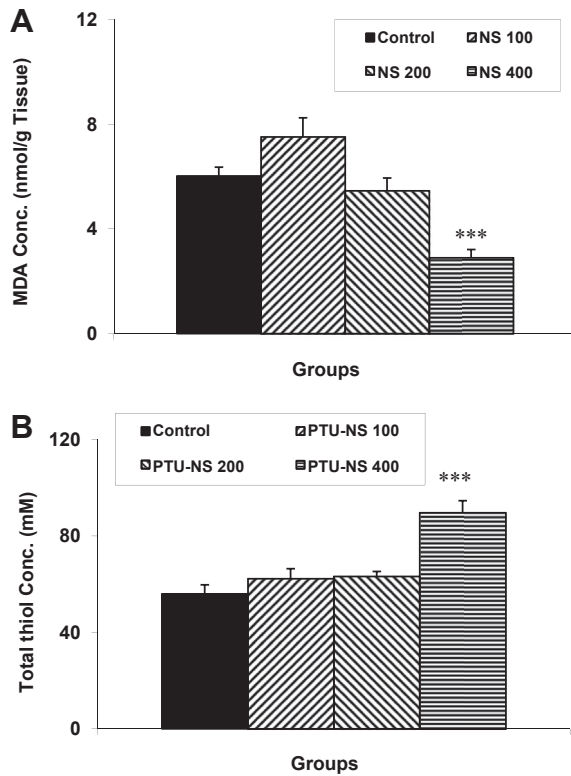 A
MDA Conc. (nmol/g Tissue)
12
8
4
0
Control NS 100
NS 200 NS 400
***
Groups
B
Total thiol Conc. (mM)
120
80
40
0
Control PTU-NS 100
PTU-NS 200 PTU-NS 400
***
Groups